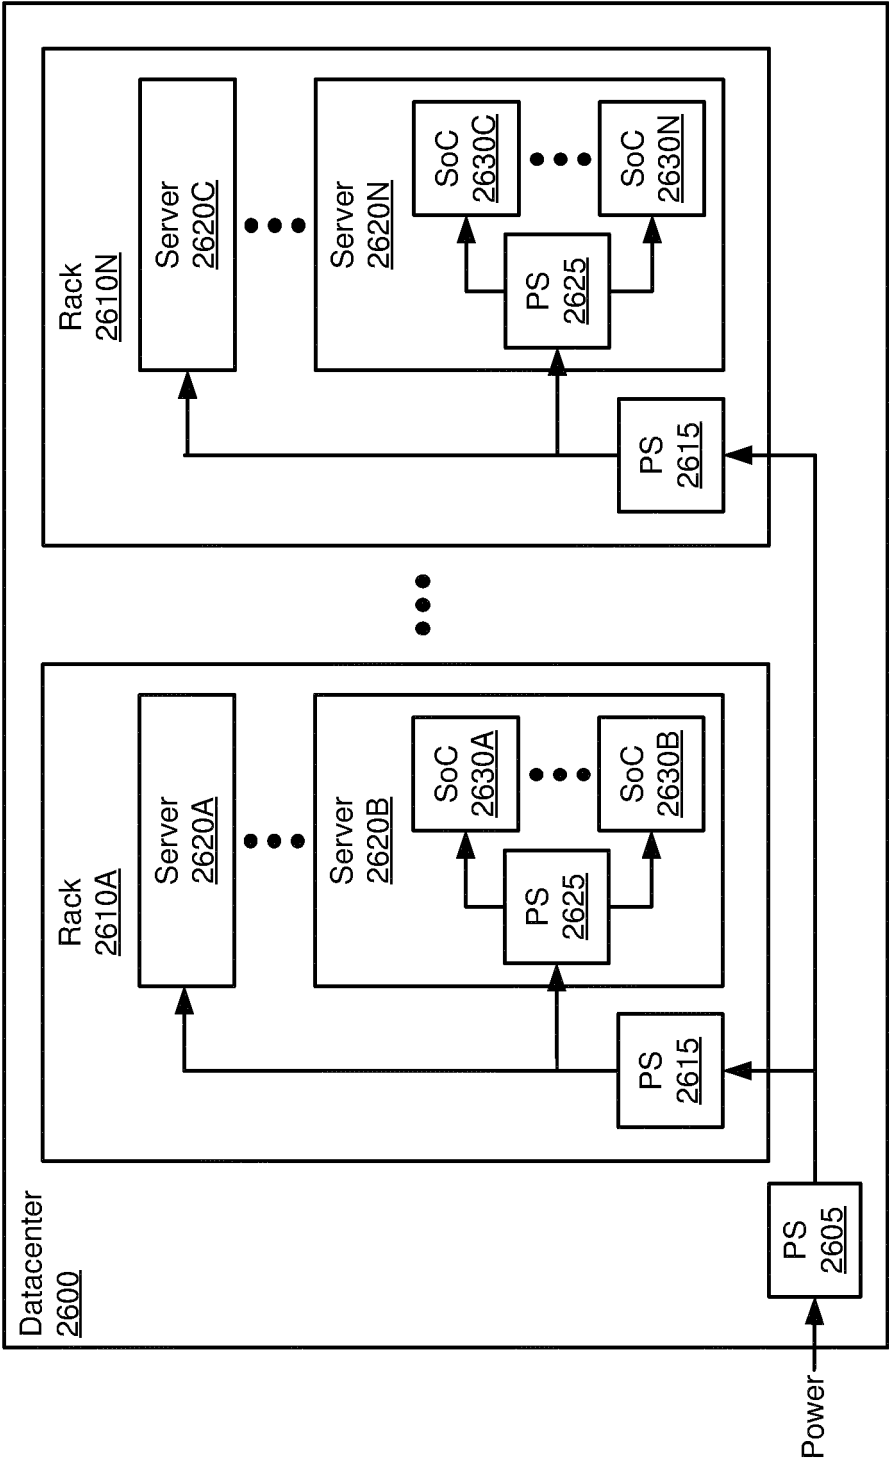 Datacenter
2600
Rack
2610A
Server
2620A
Server
2620B
PS
2625
SoC
2630A
SoC
2630B
PS
2615
Rack
2610N
Server
2620C
Server
2620N
PS
2625
SoC
2630C
SoC
2630N
PS
2615
PS
2605
Power